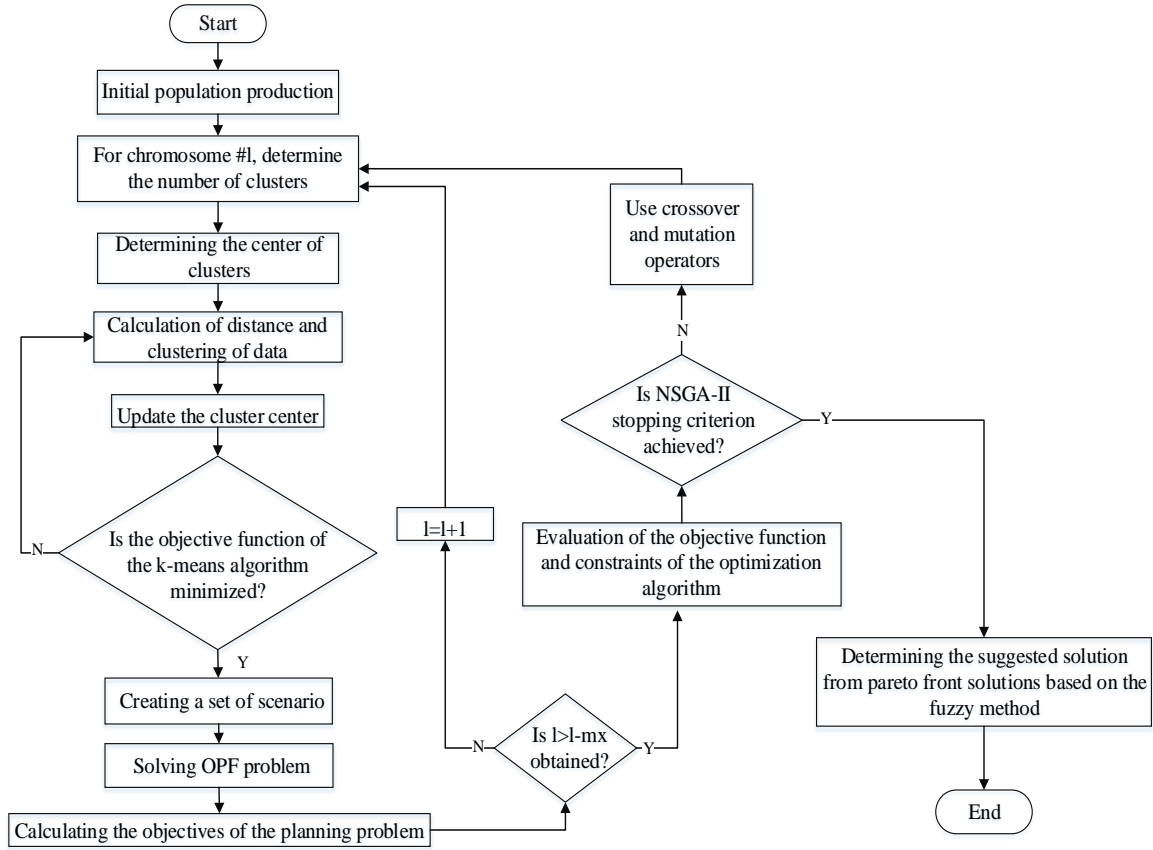 Start
Initial population production
For chromosome #l, determine
the number of clusters
Determining the center of
clusters
Calculation of distance and
clustering of data
Update the cluster center
Is the objective function of
the k-means algorithm
minimized?
N
Y
Creating a set of scenario
Solving OPF problem
Calculating the objectives of the planning problem
Is l>l-mx
obtained?
N
Y
l=l+1
Evaluation of the objective function
and constraints of the optimization
algorithm
Is NSGA-II
stopping criterion
achieved?
N
Y
Use crossover
and mutation
operators
Determining the suggested solution
from pareto front solutions based on the
fuzzy method
End